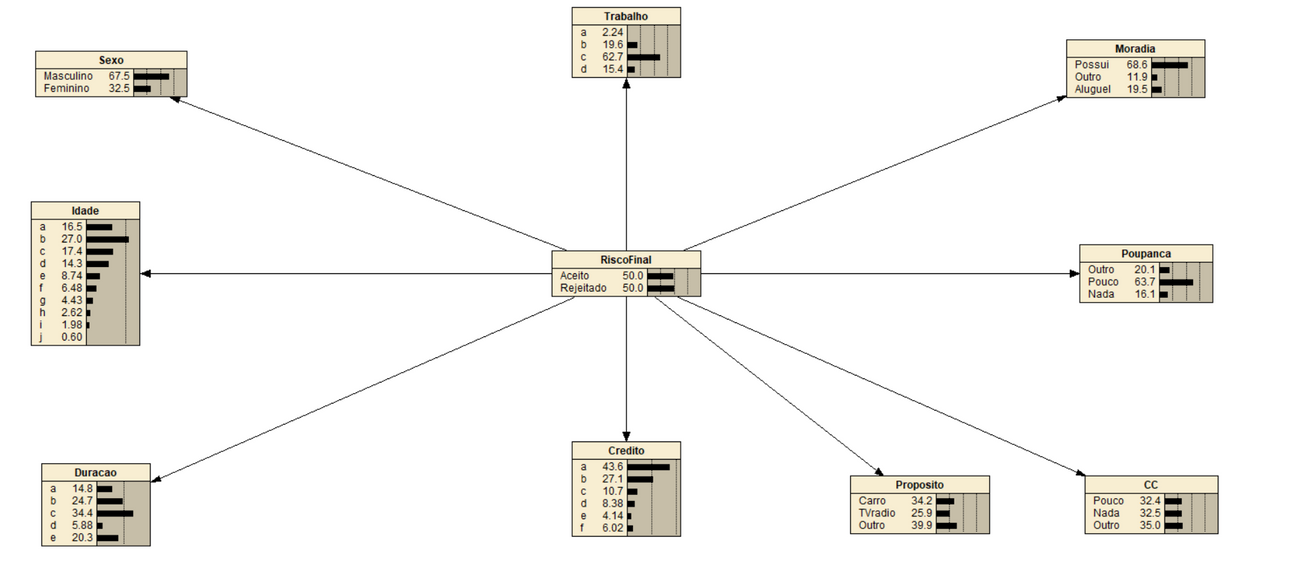 Trabalho
a 2.24
b 19.6
c 62.7
d 15.4
Sexo
Masculino 67.5
Feminino 32.5
Moradia
Possui 68.6
Outro 11.9
Aluguel 19.5
Idade
a 16.5
b 27.0
c 17.4
d 14.3
e 8.74
f 6.48
g 4.43
h 2.62
i 1.98
j 0.60
RiscoFinal
Aceito 50.0
Rejeitado 50.0
Poupanca
Outro 20.1
Pouco 63.7
Nada 16.1
Duracao
a 14.8
b 24.7
c 34.4
d 5.88
e 20.3
Credito
a 43.6
b 27.1
c 10.7
d 8.38
e 4.14
f 6.02
Proposito
Carro 34.2
TVradio 25.9
Outro 39.9
CC
Pouco 32.4
Nada 32.5
Outro 35.0